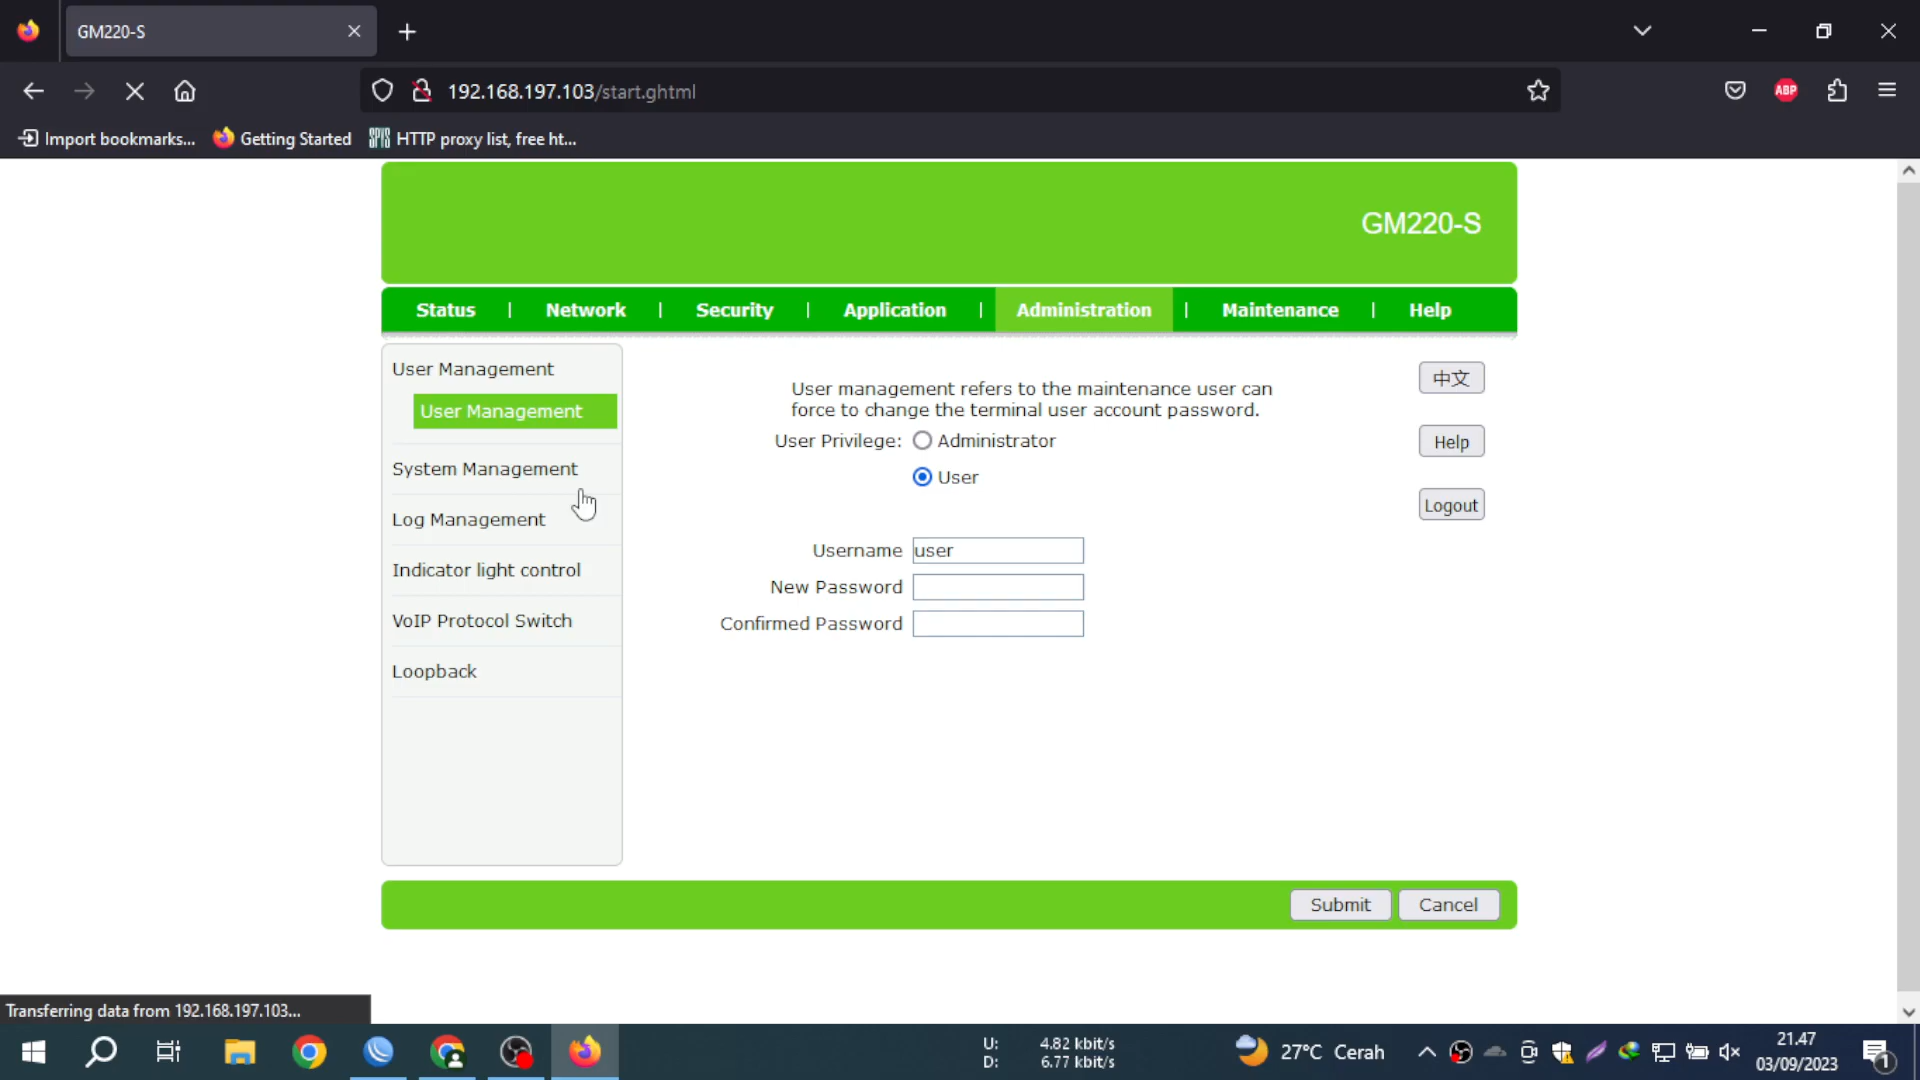 GM220-S
192.168.197.103/start.ghtml
ABP
Import bookmarks...
Getting Started
HTTP proxy list, free ht...
GM220-S
Status | Network | Security | Application | Administration | Maintenance | Help
User Management
User Management
System Management
Log Management
Indicator light control
VoIP Protocol Switch
Loopback
User management refers to the maintenance user can
force to change the terminal user account password.
User Privilege: Administrator
User
Username user
New Password
Confirmed Password
中文
Help
Logout
Submit Cancel
Transferring data from 192.168.197.103...
U: 4.82 kbit/s
D: 6.77 kbit/s
27°C Cerah
21.47
03/09/2023
1